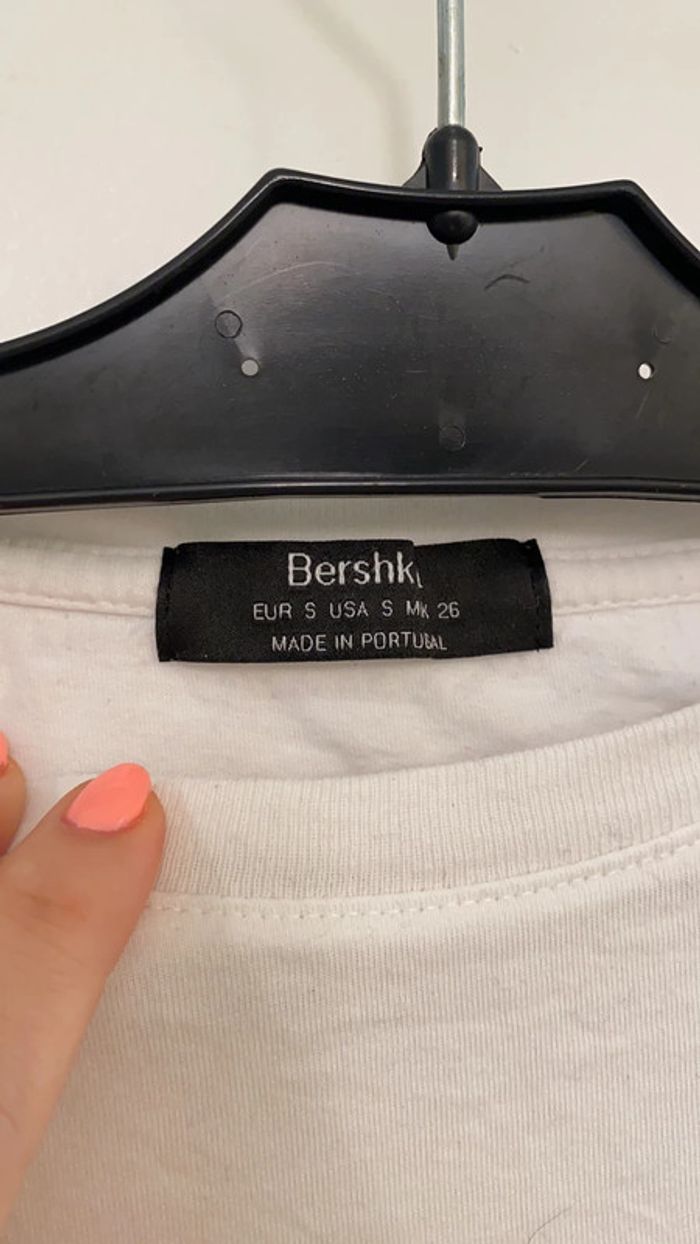 Bershk
EUR S USA S MX 26
MADE IN PORTUGAL